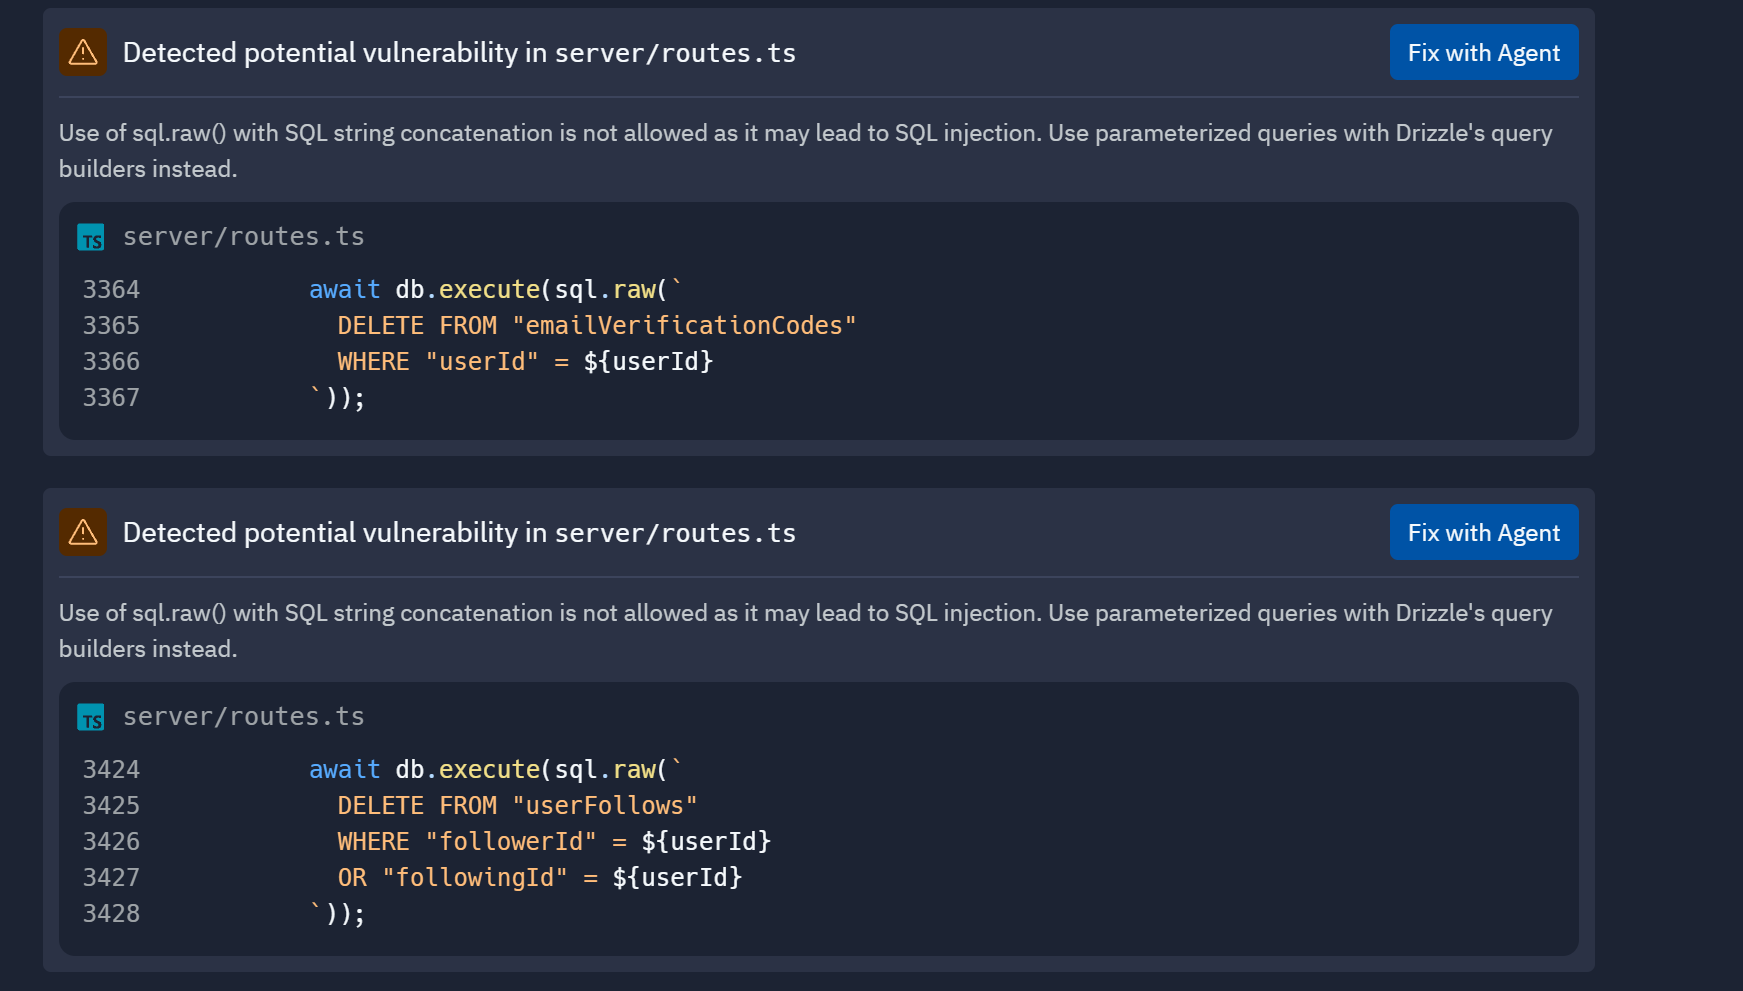 Detected potential vulnerability in server/routes.ts
Fix with Agent
Use of sql.raw() with SQL string concatenation is not allowed as it may lead to SQL injection. Use parameterized queries with Drizzle's query
builders instead.
TS server/routes.ts
3364 await db.execute(sql.raw(`
3365 DELETE FROM "emailVerificationCodes"
3366 WHERE "userId" = ${userId}
3367 `));
Detected potential vulnerability in server/routes.ts
Fix with Agent
Use of sql.raw() with SQL string concatenation is not allowed as it may lead to SQL injection. Use parameterized queries with Drizzle's query
builders instead.
TS server/routes.ts
3424 await db.execute(sql.raw(`
3425 DELETE FROM "userFollows"
3426 WHERE "followerId" = ${userId}
3427 OR "followingId" = ${userId}
3428 `));